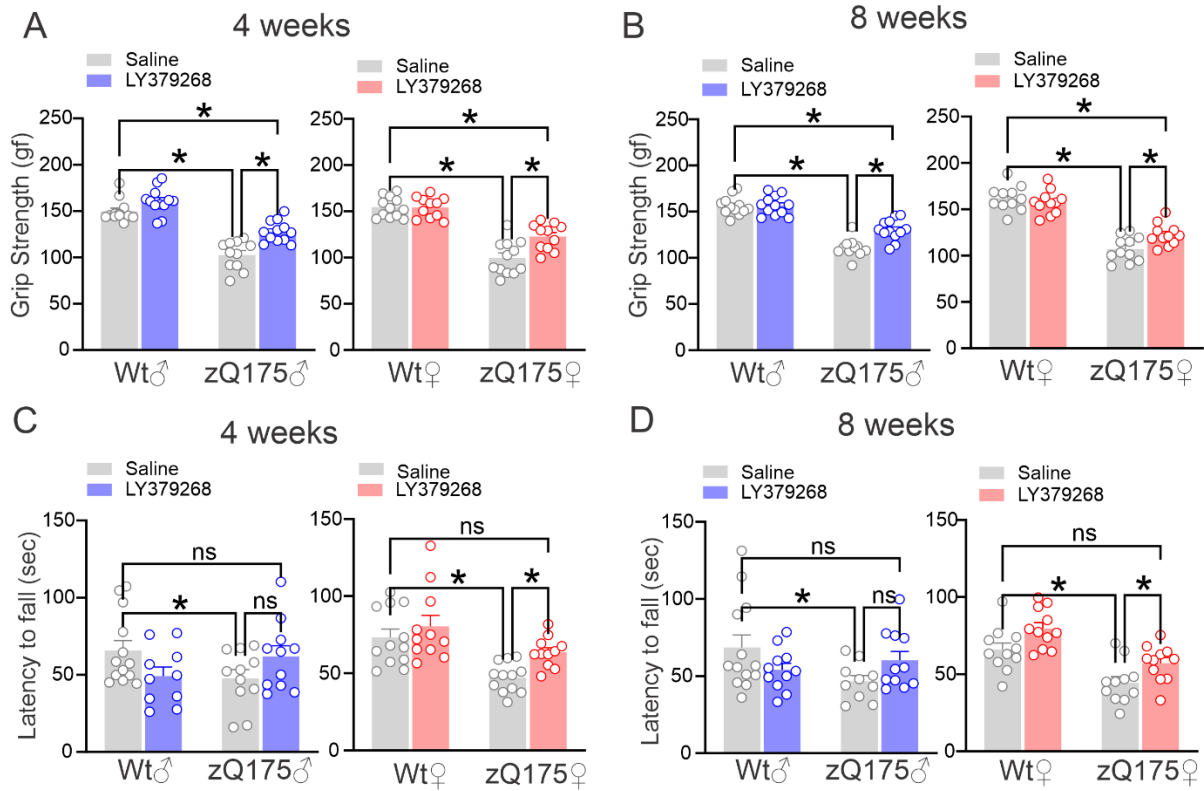 A
4 weeks
Saline
LY379268
Saline
LY379268
Grip Strength (gf)
250
200
150
100
50
0
* * *
Wt♂ zQ175♂
250
200
150
100
50
0
* * *
Wt♀ zQ175♀
B
8 weeks
Saline
LY379268
Saline
LY379268
Grip Strength (gf)
250
200
150
100
50
0
* * *
Wt♂ zQ175♂
250
200
150
100
50
0
* * *
Wt♀ zQ175♀
C
4 weeks
Saline
LY379268
Saline
LY379268
Latency to fall (sec)
150
100
50
0
ns
* ns
Wt♂ zQ175♂
150
100
50
0
ns
* *
Wt♀ zQ175♀
D
8 weeks
Saline
LY379268
Saline
LY379268
Latency to fall (sec)
150
100
50
0
ns
* ns
Wt♂ zQ175♂
150
100
50
0
ns
* *
Wt♀ zQ175♀